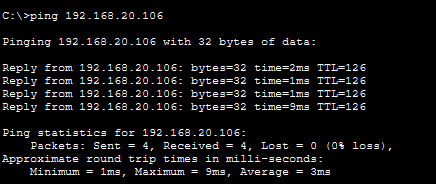 C:\>ping 192.168.20.106
Pinging 192.168.20.106 with 32 bytes of data:
Reply from 192.168.20.106: bytes=32 time=2ms TTL=126
Reply from 192.168.20.106: bytes=32 time=1ms TTL=126
Reply from 192.168.20.106: bytes=32 time=1ms TTL=126
Reply from 192.168.20.106: bytes=32 time=9ms TTL=126
Ping statistics for 192.168.20.106:
    Packets: Sent = 4, Received = 4, Lost = 0 (0% loss),
Approximate round trip times in milli-seconds:
    Minimum = 1ms, Maximum = 9ms, Average = 3ms